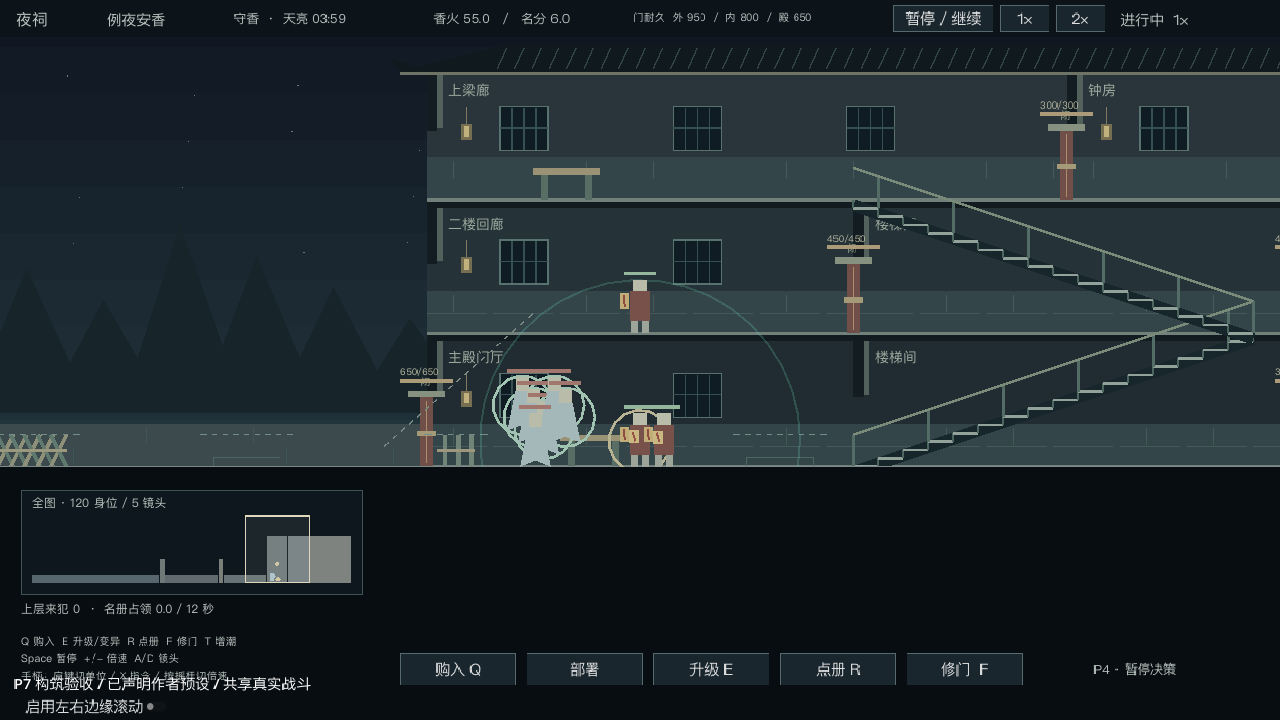 夜祠 例夜安香 守香 · 天亮 03:59 香火 55.0 / 名分 6.0 门耐久 外 950 / 内 800 / 殿 650 暂停 / 继续 1× 2× 进行中 1×
上梁廊
钟房
300/300
闭
二楼回廊
450/450
闭
主殿门厅
楼梯间
650/650
闭
全图 · 120 身位 / 5 镜头
上层来犯 0 · 名册占领 0.0 / 12 秒
Q 购入 E 升级/变异 R 点册 F 修门 T 增潮
Space 暂停 +/− 倍速 A/D 镜头
P7 构筑验收 / 已声明作者预设 / 共享真实战斗
启用左右边缘滚动
购入 Q 部署 升级 E 点册 R 修门 F P4 - 暂停决策